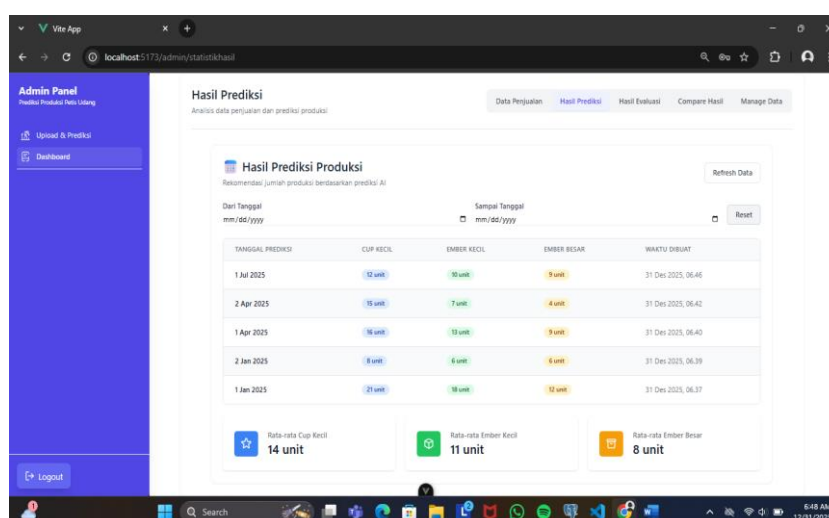 Vite App
localhost:5173/admin/statistikhasil
Admin Panel
Prediksi Produksi Petis Udang
Upload & Prediksi
Dashboard
Logout
Hasil Prediksi
Analisis data penjualan dan prediksi produksi
Data Penjualan Hasil Prediksi Hasil Evaluasi Compare Hasil Manage Data
Hasil Prediksi Produksi
Rekomendasi jumlah produksi berdasarkan prediksi AI
Refresh Data
Dari Tanggal Sampai Tanggal
mm/dd/yyyy mm/dd/yyyy Reset
TANGGAL PREDIKSI CUP KECIL EMBER KECIL EMBER BESAR WAKTU DIBUAT
1 Jul 2025 12 unit 10 unit 9 unit 31 Des 2025, 06.46
2 Apr 2025 15 unit 7 unit 4 unit 31 Des 2025, 06.42
1 Apr 2025 16 unit 13 unit 9 unit 31 Des 2025, 06.40
2 Jan 2025 8 unit 6 unit 6 unit 31 Des 2025, 06.39
1 Jan 2025 21 unit 18 unit 12 unit 31 Des 2025, 06.37
Rata-rata Cup Kecil Rata-rata Ember Kecil Rata-rata Ember Besar
14 unit 11 unit 8 unit
Search
6:48 AM